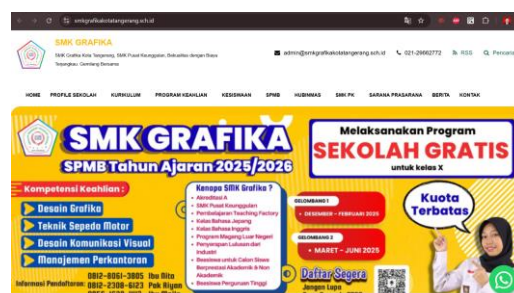 smkgrafikakotatangerang.sch.id
SMK GRAFIKA
SMK Grafika Kota Tangerang, SMK Pusat Keunggulan, Berkualitas dengan Biaya
Terjangkau, Gemilang Bersama
admin@smkgrafikakotatangerang.sch.id
021-29662772
RSS
Pencarian
HOME PROFILE SEKOLAH KURIKULUM PROGRAM KEAHLIAN KESISWAAN SPMB HUBINMAS SMK PK SARANA PRASARANA BERITA KONTAK
SMK GRAFIKA
SPMB Tahun Ajaran 2025/2026
Melaksanakan Program
SEKOLAH GRATIS
untuk kelas X
Kompetensi Keahlian :
Desain Grafika
Teknik Sepeda Motor
Desain Komunikasi Visual
Manajemen Perkantoran
Kenapa SMK Grafika ?
Akreditasi A
SMK Pusat Keunggulan
Pembelajaran Teaching Factory
Kelas Bahasa Jepang
Kelas Bahasa Inggris
Program Magang Luar Negeri
Penyerapan Lulusan dari
Industri
Beasiswa untuk Calon Siswa
Berprestasi Akademik & Non
Akademik
Beasiswa Perguruan Tinggi
GELOMBANG 1
DESEMBER - FEBRUARI 2025
GELOMBANG 2
MARET - JUNI 2025
Kuota
Terbatas
Daftar Segera
Jangan Lupa
Informasi Pendaftaran:
0812-8061-3805 Ibu Nita
0812-2308-6123 Pak Riyan